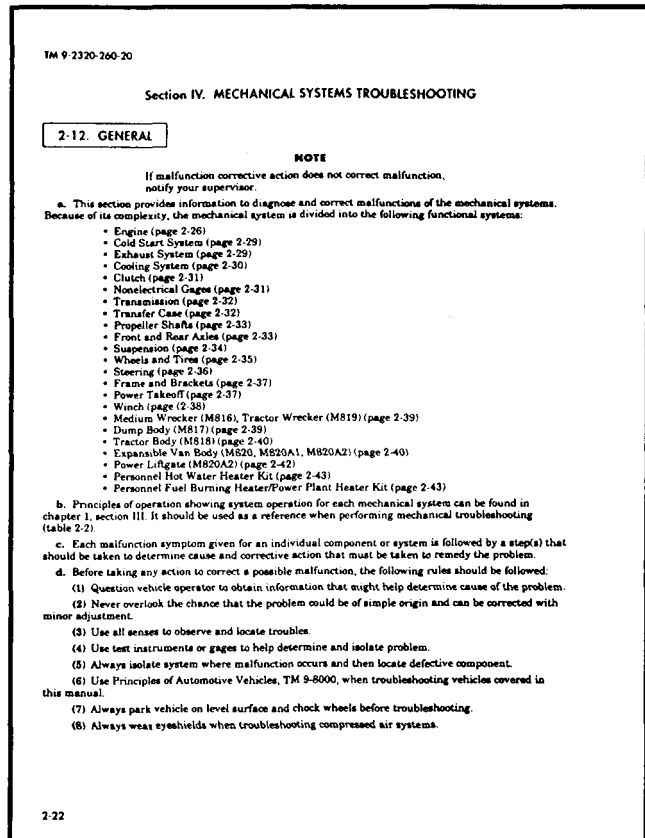 TM 9-2320-260-20
Section IV. MECHANICAL SYSTEMS TROUBLESHOOTING
2-12. GENERAL
NOTE
If malfunction corrective action does not correct malfunction,
notify your supervisor.
a. This section provides information to diagnose and correct malfunctions of the mechanical systems.
Because of its complexity, the mechanical system is divided into the following functional systems:
• Engine (page 2-26)
• Cold Start System (page 2-29)
• Exhaust System (page 2-29)
• Cooling System (page 2-30)
• Clutch (page 2-31)
• Nonelectrical Gages (page 2-31)
• Transmission (page 2-32)
• Transfer Case (page 2-32)
• Propeller Shafts (page 2-33)
• Front and Rear Axles (page 2-33)
• Suspension (page 2-34)
• Wheels and Tires (page 2-35)
• Steering (page 2-36)
• Frame and Brackets (page 2-37)
• Power Takeoff (page 2-37)
• Winch (page (2-38)
• Medium Wrecker (M816), Tractor Wrecker (M819) (page 2-39)
• Dump Body (M817) (page 2-39)
• Tractor Body (M818) (page 2-40)
• Expansible Van Body (M820, M820A1, M820A2) (page 2-40)
• Power Liftgate (M820A2) (page 2-42)
• Personnel Hot Water Heater Kit (page 2-43)
• Personnel Fuel Burning Heater/Power Plant Heater Kit (page 2-43)
b. Principles of operation showing system operation for each mechanical system can be found in
chapter 1, section III. It should be used as a reference when performing mechanical troubleshooting
(table 2-2).
c. Each malfunction symptom given for an individual component or system is followed by a step(s) that
should be taken to determine cause and corrective action that must be taken to remedy the problem.
d. Before taking any action to correct a possible malfunction, the following rules should be followed:
(1) Question vehicle operator to obtain information that might help determine cause of the problem.
(2) Never overlook the chance that the problem could be of simple origin and can be corrected with
minor adjustment.
(3) Use all senses to observe and locate troubles.
(4) Use test instruments or gages to help determine and isolate problem.
(5) Always isolate system where malfunction occurs and then locate defective component.
(6) Use Principles of Automotive Vehicles, TM 9-8000, when troubleshooting vehicles covered in
this manual.
(7) Always park vehicle on level surface and chock wheels before troubleshooting.
(8) Always wear eyeshields when troubleshooting compressed air systems.
2-22